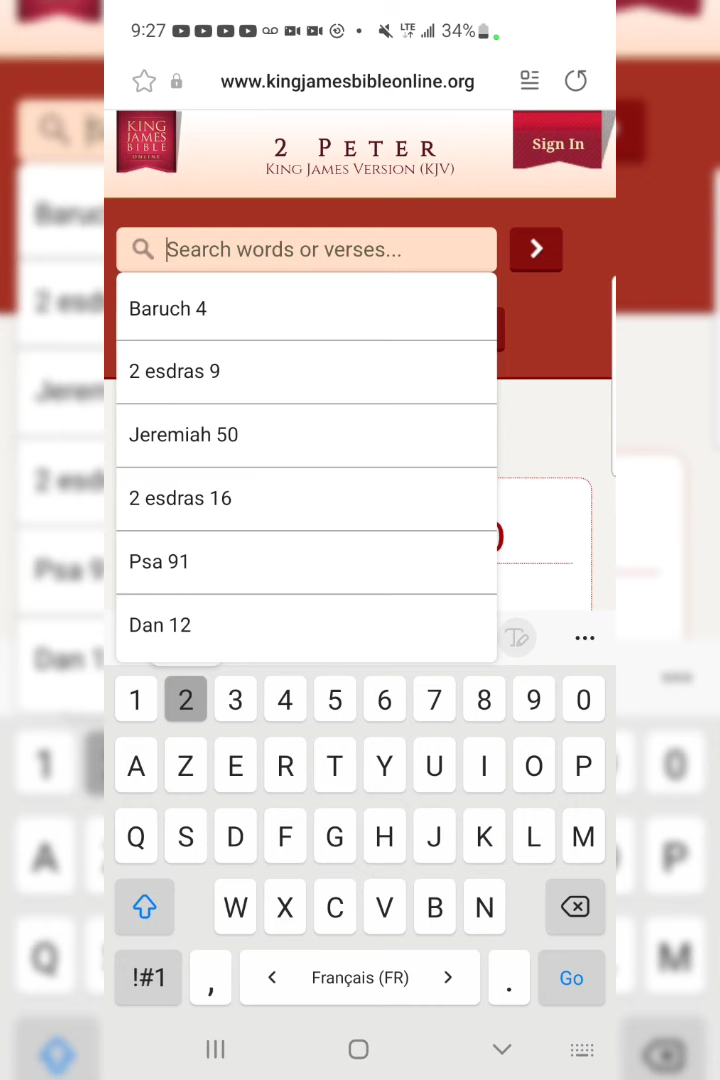 9:27 LTE 34%
www.kingjamesbibleonline.org
KING
JAMES
BIBLE
ONLINE
2 PETER
KING JAMES VERSION (KJV)
Sign In
Search words or verses...
Baruch 4
2 esdras 9
Jeremiah 50
2 esdras 16
Psa 91
Dan 12
1 2 3 4 5 6 7 8 9 0
A Z E R T Y U I O P
Q S D F G H J K L M
W X C V B N
!#1 , < Français (FR) > . Go